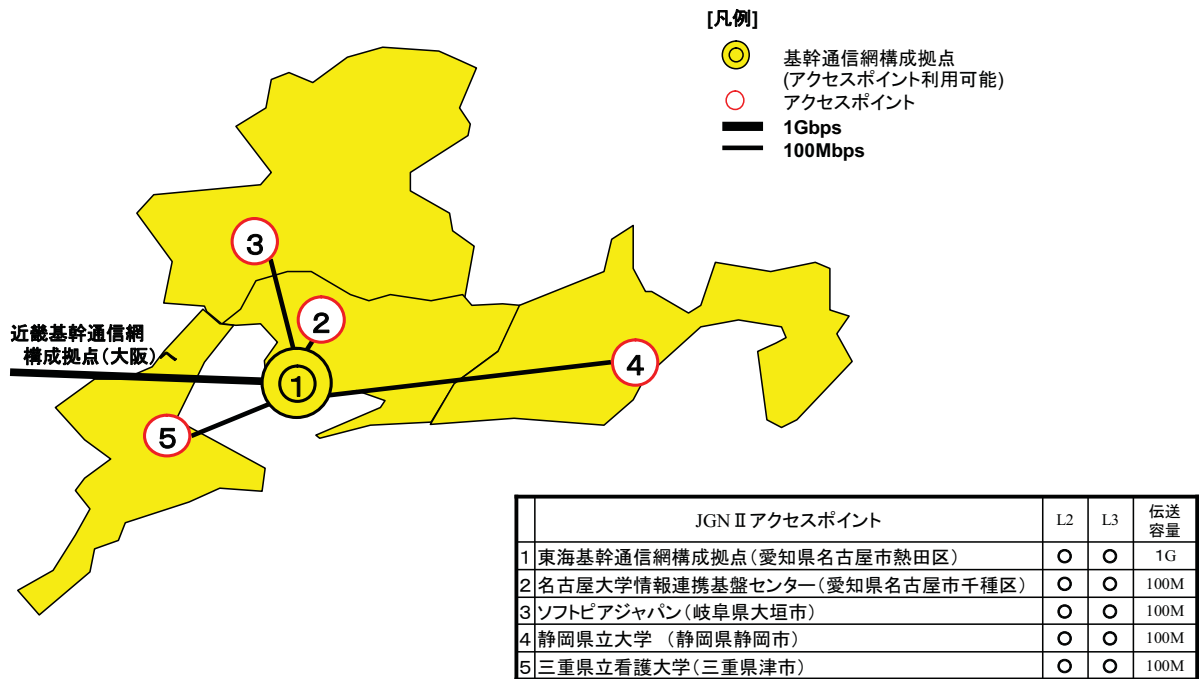 [凡例]
基幹通信網構成拠点
(アクセスポイント利用可能)
アクセスポイント
1Gbps
100Mbps
3
2
近畿基幹通信網
構成拠点(大阪)へ
1
4
5
JGNⅡアクセスポイント L2 L3 伝送容量
1 東海基幹通信網構成拠点(愛知県名古屋市熱田区) ○ ○ 1G
2 名古屋大学情報連携基盤センター(愛知県名古屋市千種区) ○ ○ 100M
3 ソフトピアジャパン(岐阜県大垣市) ○ ○ 100M
4 静岡県立大学 (静岡県静岡市) ○ ○ 100M
5 三重県立看護大学(三重県津市) ○ ○ 100M